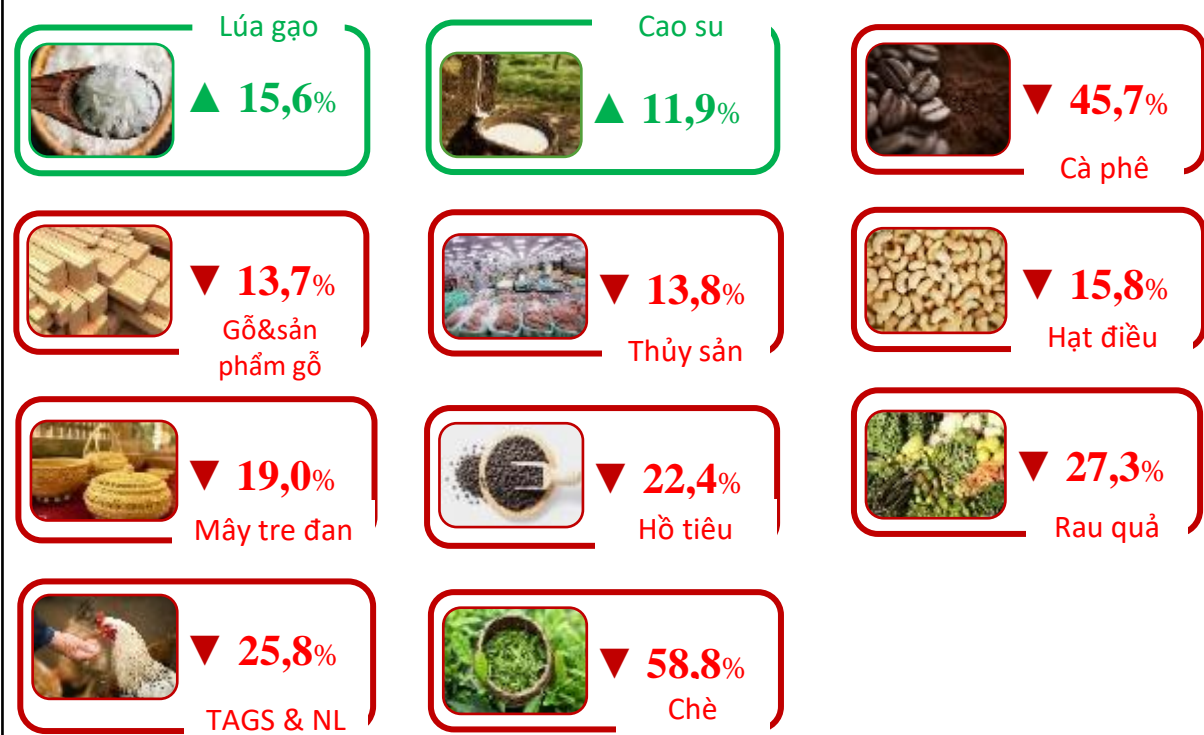 Lúa gạo
▲ 15,6%
Cao su
▲ 11,9%
▼ 45,7%
Cà phê
▼ 13,7%
Gỗ&sản
phẩm gỗ
▼ 13,8%
Thủy sản
▼ 15,8%
Hạt điều
▼ 19,0%
Mây tre đan
▼ 22,4%
Hồ tiêu
▼ 27,3%
Rau quả
▼ 25,8%
TAGS & NL
▼ 58,8%
Chè